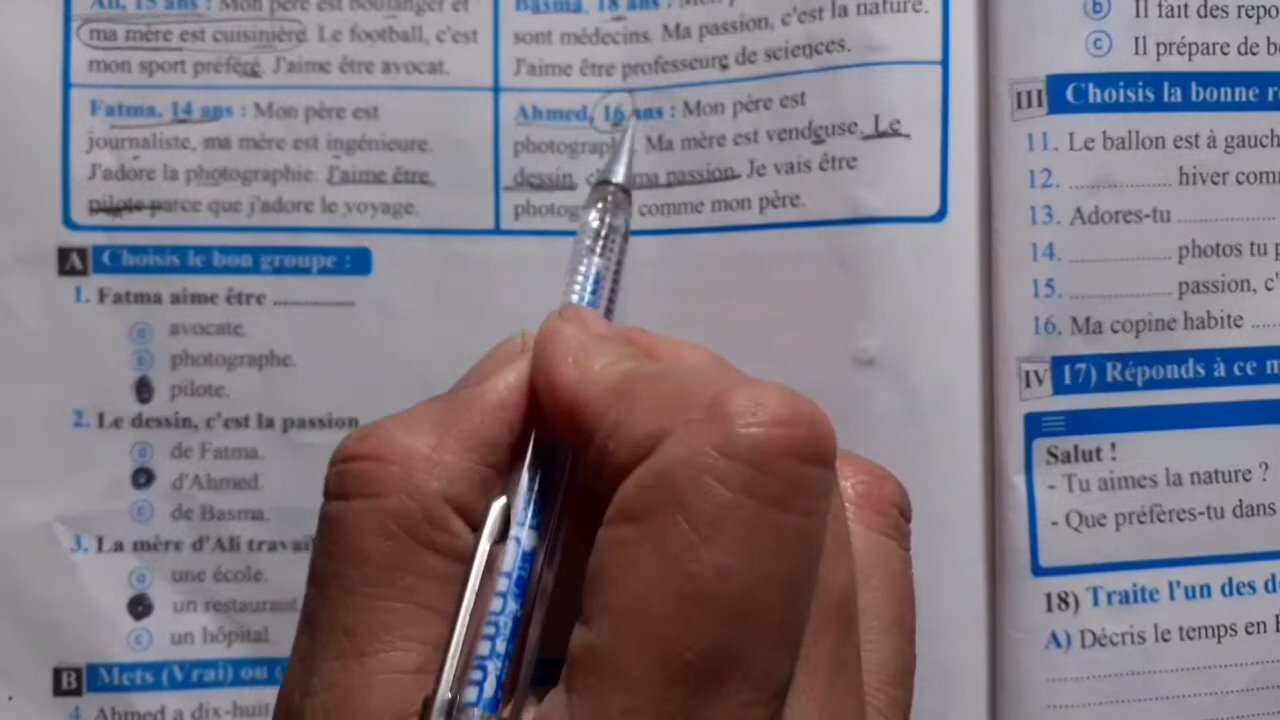 Ali, 15 ans : Mon père est boulanger et
ma mère est cuisinière. Le football, c'est
mon sport préféré. J'aime être avocat.
Basma, 18 ans : Mon
sont médecins. Ma passion, c'est la nature.
J'aime être professeure de sciences.
Fatma, 14 ans : Mon père est
journaliste, ma mère est ingénieure.
J'adore la photographie. J'aime être
pilote parce que j'adore le voyage.
Ahmed, 16 ans : Mon père est
Ma mère est vendeuse. Le
dessin, ma passion. Je vais être
comme mon père.
A Choisis le bon groupe :
1. Fatma aime être ..........
a avocate.
b photographe.
pilote.
2. Le dessin, c'est la passion
a de Fatma.
d'Ahmed.
c de Basma.
3. La mère d'Ali
a une école.
un restaurant.
c un hôpital
B Mets (Vrai) ou
4. Ahmed a dix-huit
b Il fait des
c Il prépare de
III Choisis la bonne
11. Le ballon est à
12. .......... hiver
13. Adores-tu ..........
14. .......... photos tu
15. .......... passion,
16. Ma copine habite .....
IV 17) Réponds à ce
Salut !
- Tu aimes la nature ?
- Que préfères-tu dans
18) Traite l'un des
A) Décris le temps en